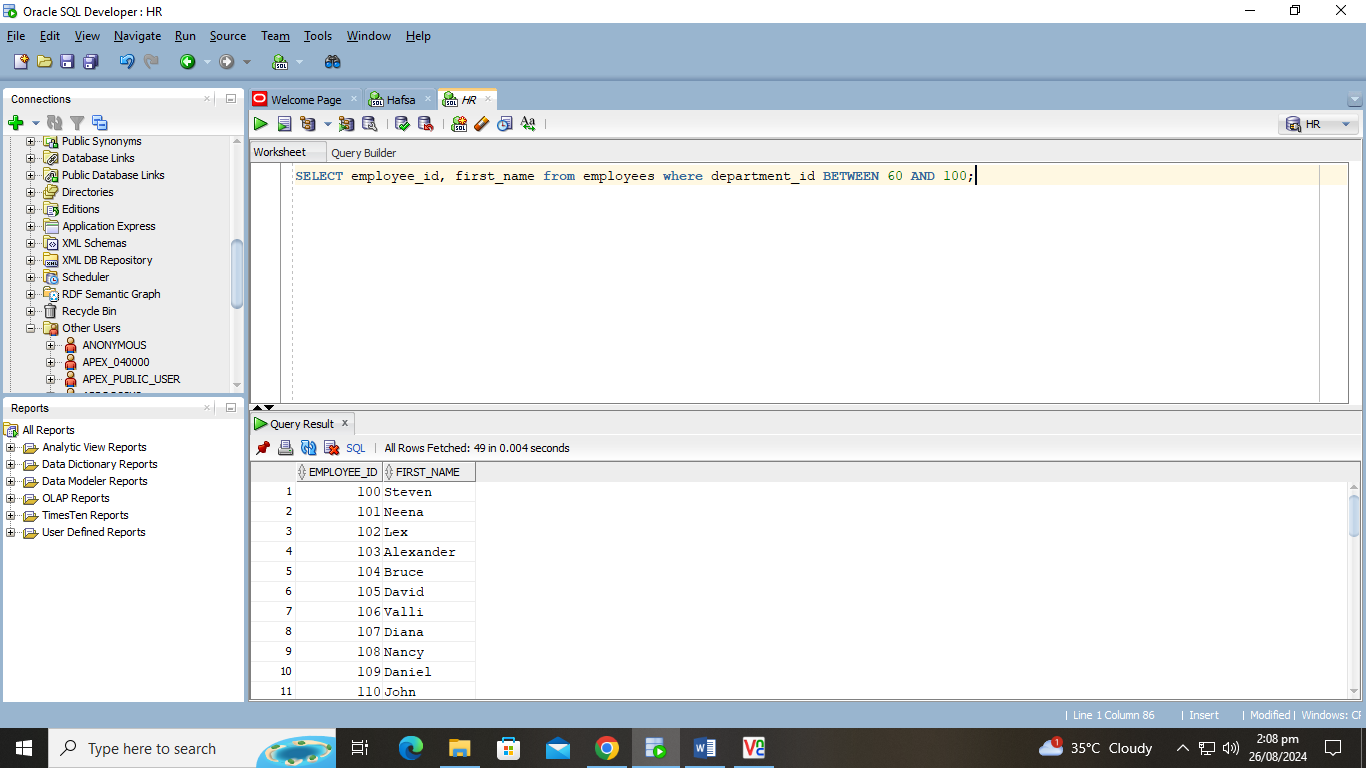 Oracle SQL Developer : HR
File Edit View Navigate Run Source Team Tools Window Help
Connections
Public Synonyms
Database Links
Public Database Links
Directories
Editions
Application Express
XML Schemas
XML DB Repository
Scheduler
RDF Semantic Graph
Recycle Bin
Other Users
ANONYMOUS
APEX_040000
APEX_PUBLIC_USER
Reports
All Reports
Analytic View Reports
Data Dictionary Reports
Data Modeler Reports
OLAP Reports
TimesTen Reports
User Defined Reports
Welcome Page Hafsa HR
HR
Worksheet Query Builder
SELECT employee_id, first_name from employees where department_id BETWEEN 60 AND 100;
Query Result
SQL | All Rows Fetched: 49 in 0.004 seconds
EMPLOYEE_ID FIRST_NAME
1 100 Steven
2 101 Neena
3 102 Lex
4 103 Alexander
5 104 Bruce
6 105 David
7 106 Valli
8 107 Diana
9 108 Nancy
10 109 Daniel
11 110 John
| Line 1 Column 86 | Insert | Modified | Windows: CF
Type here to search
1 35°C Cloudy
2:08 pm
26/08/2024